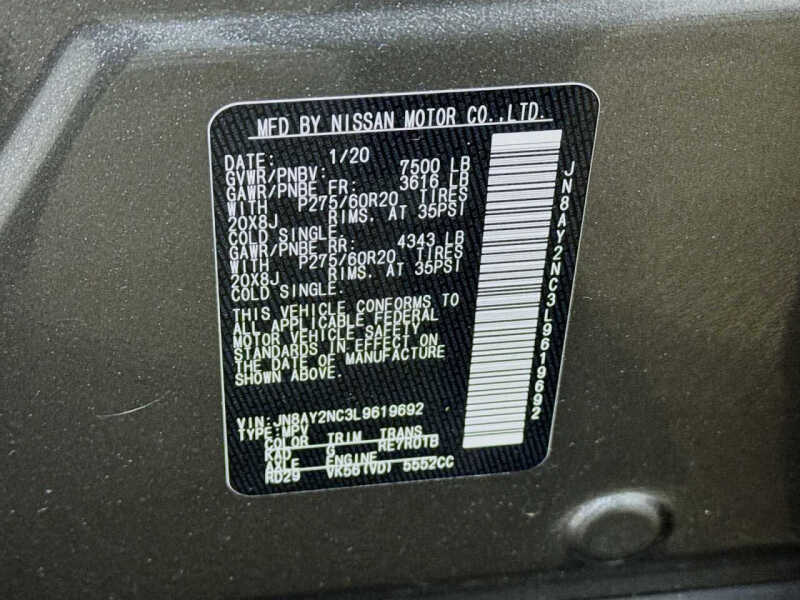 MFD BY NISSAN MOTOR CO.,LTD.
DATE: 1/20
GVWR/PNBV: 7500 LB
GAWR/PNBE FR: 3616 LB
WITH P275/60R20 TIRES
20X8J RIMS. AT 35PSI
COLD SINGLE.
GAWR/PNBE RR: 4343 LB
WITH P275/60R20 TIRES
20X8J RIMS. AT 35PSI
COLD SINGLE.
THIS VEHICLE CONFORMS TO
ALL APPLICABLE FEDERAL
MOTOR VEHICLE SAFETY
STANDARDS IN EFFECT ON
THE DATE OF MANUFACTURE
SHOWN ABOVE.
VIN:JN8AY2NC3L9619692
TYPE:MPV
COLOR TRIM TRANS
KAD G RE7R01B
AXLE ENGINE
RD29 VK56(VD) 5552CC
JN8AY2NC3L9619692